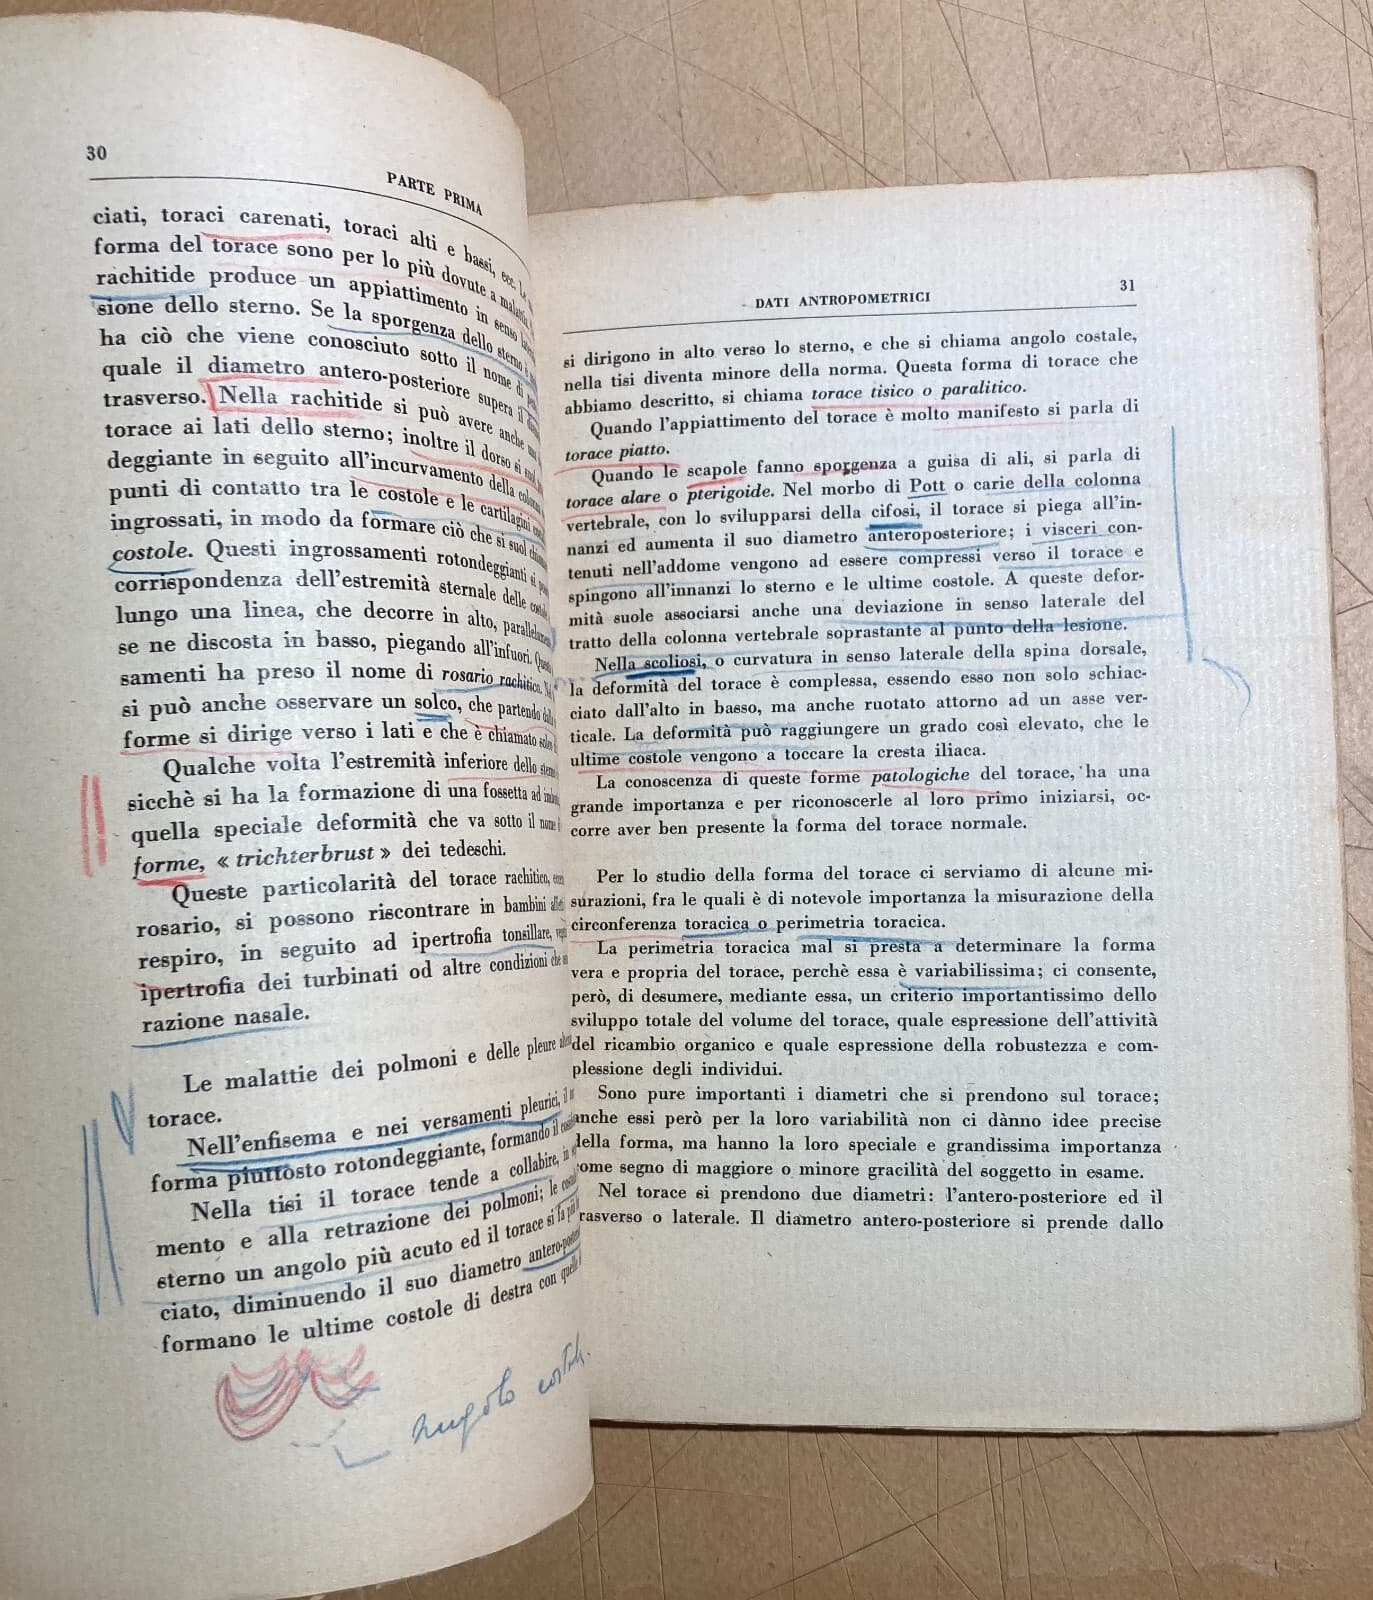 30
PARTE PRIMA
ciati, toraci carenati, toraci alti e bassi, ecc. Le
forma del torace sono per lo più dovute a malattia
rachitide produce un appiattimento in senso
sione dello sterno. Se la sporgenza dello sterno è
ha ciò che viene conosciuto sotto il nome di
quale il diametro antero-posteriore supera il
trasverso. Nella rachitide si può avere anche
torace ai lati dello sterno; inoltre il dorso si
deggiante in seguito all'incurvamento della
punti di contatto tra le costole e le cartilagini
ingrossati, in modo da formare ciò che si suol
costole. Questi ingrossamenti rotondeggianti si
corrispondenza dell'estremità sternale delle
lungo una linea, che decorre in alto,
se ne discosta in basso, piegando all'infuori.
samenti ha preso il nome di rosario rachitico.
si può anche osservare un solco, che partendo
forme si dirige verso i lati e che è chiamato
Qualche volta l'estremità inferiore dello
sicchè si ha la formazione di una fossetta ad
quella speciale deformità che va sotto il nome
forme, « trichterbrust » dei tedeschi.
Queste particolarità del torace rachitico,
rosario, si possono riscontrare in bambini
respiro, in seguito ad ipertrofia tonsillare,
ipertrofia dei turbinati od altre condizioni che
razione nasale.
Le malattie dei polmoni e delle pleure
torace.
Nell'enfisema e nei versamenti pleurici, il
forma piuttosto rotondeggiante, formando il
Nella tisi il torace tende a collabire, in
mento e alla retrazione dei polmoni; le
sterno un angolo più acuto ed il torace si fa più
ciato, diminuendo il suo diametro
formano le ultime costole di destra con quelle
angolo
DATI ANTROPOMETRICI
31
si dirigono in alto verso lo sterno, e che si chiama angolo costale,
nella tisi diventa minore della norma. Questa forma di torace che
abbiamo descritto, si chiama torace tisico o paralitico.
Quando l'appiattimento del torace è molto manifesto si parla di
torace piatto.
Quando le scapole fanno sporgenza a guisa di ali, si parla di
torace alare o pterigoide. Nel morbo di Pott o carie della colonna
vertebrale, con lo svilupparsi della cifosi, il torace si piega all'in-
nanzi ed aumenta il suo diametro anteroposteriore; i visceri con-
tenuti nell'addome vengono ad essere compressi verso il torace e
spingono all'innanzi lo sterno e le ultime costole. A queste defor-
mità suole associarsi anche una deviazione in senso laterale del
tratto della colonna vertebrale soprastante al punto della lesione.
Nella scoliosi, o curvatura in senso laterale della spina dorsale,
la deformità del torace è complessa, essendo esso non solo schiac-
ciato dall'alto in basso, ma anche ruotato attorno ad un asse ver-
ticale. La deformità può raggiungere un grado così elevato, che le
ultime costole vengono a toccare la cresta iliaca.
La conoscenza di queste forme patologiche del torace, ha una
grande importanza e per riconoscerle al loro primo iniziarsi, oc-
corre aver ben presente la forma del torace normale.
Per lo studio della forma del torace ci serviamo di alcune mi-
surazioni, fra le quali è di notevole importanza la misurazione della
circonferenza toracica o perimetria toracica.
La perimetria toracica mal si presta a determinare la forma
vera e propria del torace, perchè essa è variabilissima; ci consente,
però, di desumere, mediante essa, un criterio importantissimo dello
sviluppo totale del volume del torace, quale espressione dell'attività
del ricambio organico e quale espressione della robustezza e com-
plessione degli individui.
Sono pure importanti i diametri che si prendono sul torace;
anche essi però per la loro variabilità non ci dànno idee precise
della forma, ma hanno la loro speciale e grandissima importanza
ome segno di maggiore o minore gracilità del soggetto in esame.
Nel torace si prendono due diametri: l'antero-posteriore ed il
rasverso o laterale. Il diametro antero-posteriore si prende dallo